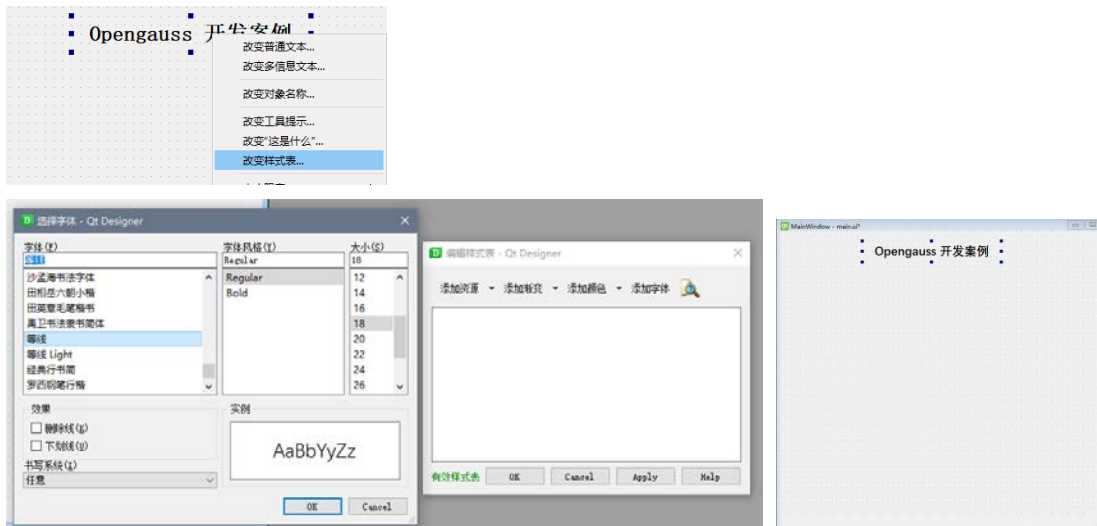 Opengauss 开发案例
改变普通文本...
改变多信息文本...
改变对象名称...
改变工具提示...
改变“这是什么”...
改变样式表...
选择字体 - Qt Designer
字体(F)
等线
沙孟海书法字体
田相岳六朝小楷
田英章毛笔楷书
禹卫书法隶书简体
等线
等线 Light
经典行书简
罗西钢笔行楷
字体风格(Y)
Regular
Regular
Bold
大小(S)
18
12
14
16
18
20
22
24
26
效果
删除线(K)
下划线(U)
书写系统(I)
任意
实例
AaBbYyZz
OK
Cancel
编辑样式表 - Qt Designer
添加资源
添加渐变
添加颜色
添加字体
有效样式表
OK
Cancel
Apply
Help
MainWindow - main.ui*
Opengauss 开发案例